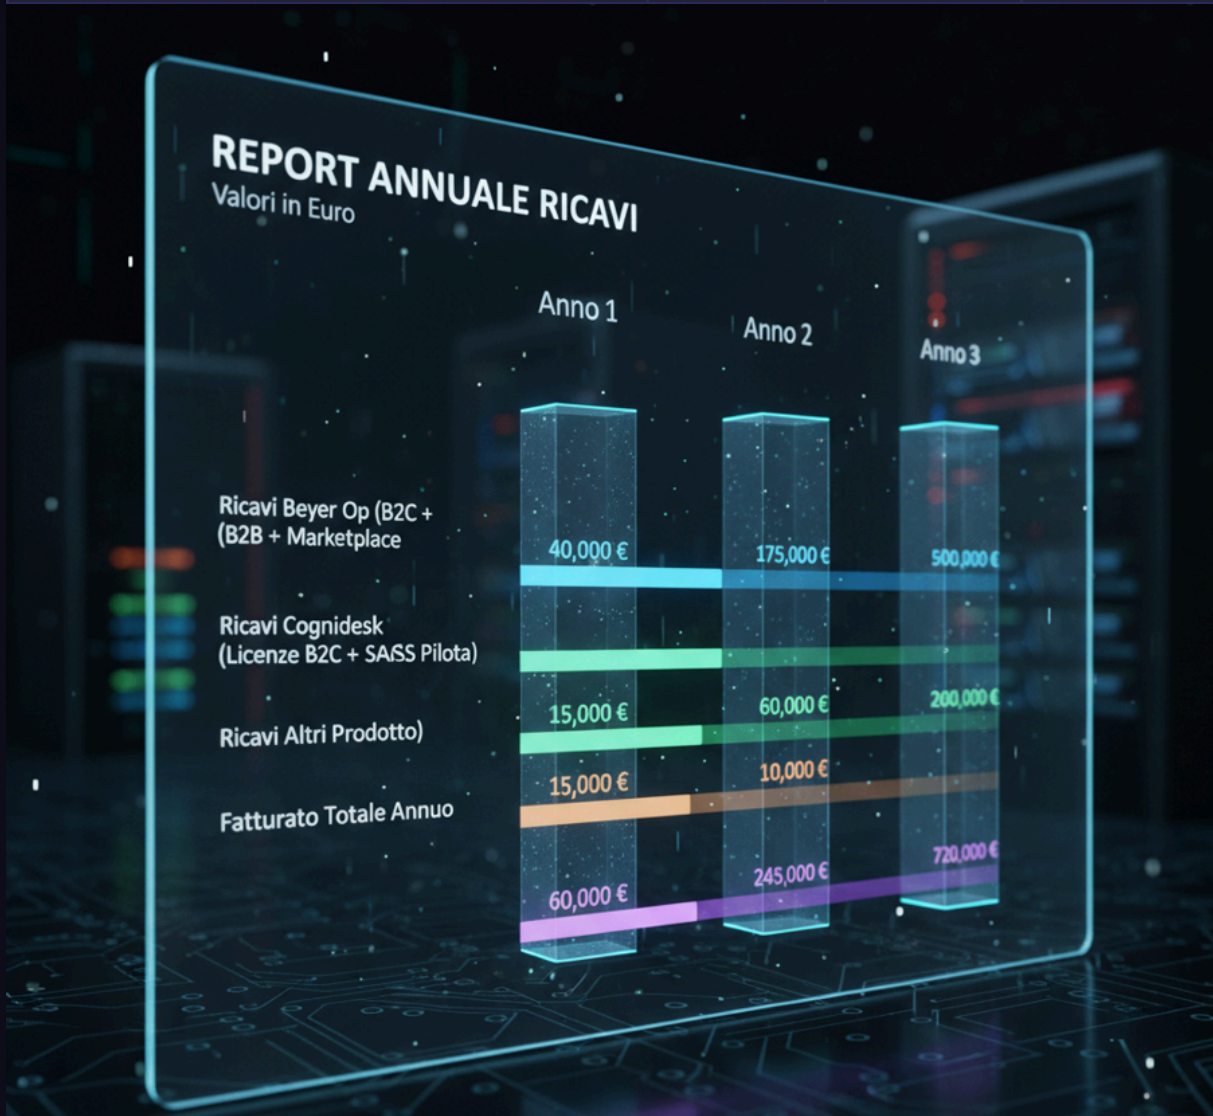 REPORT ANNUALE RICAVI
Valori in Euro
Anno 1
Anno 2
Anno 3
Ricavi Beyer Op (B2C +
(B2B + Marketplace
40,000 €
175,000 €
500,000 €
Ricavi Cognidesk
(Licenze B2C + SA/SS Pilota)
15,000 €
60,000 €
200,000 €
Ricavi Altri Prodotto)
15,000 €
10,000 €
Fatturato Totale Annuo
60,000 €
245,000 €
720,000 €